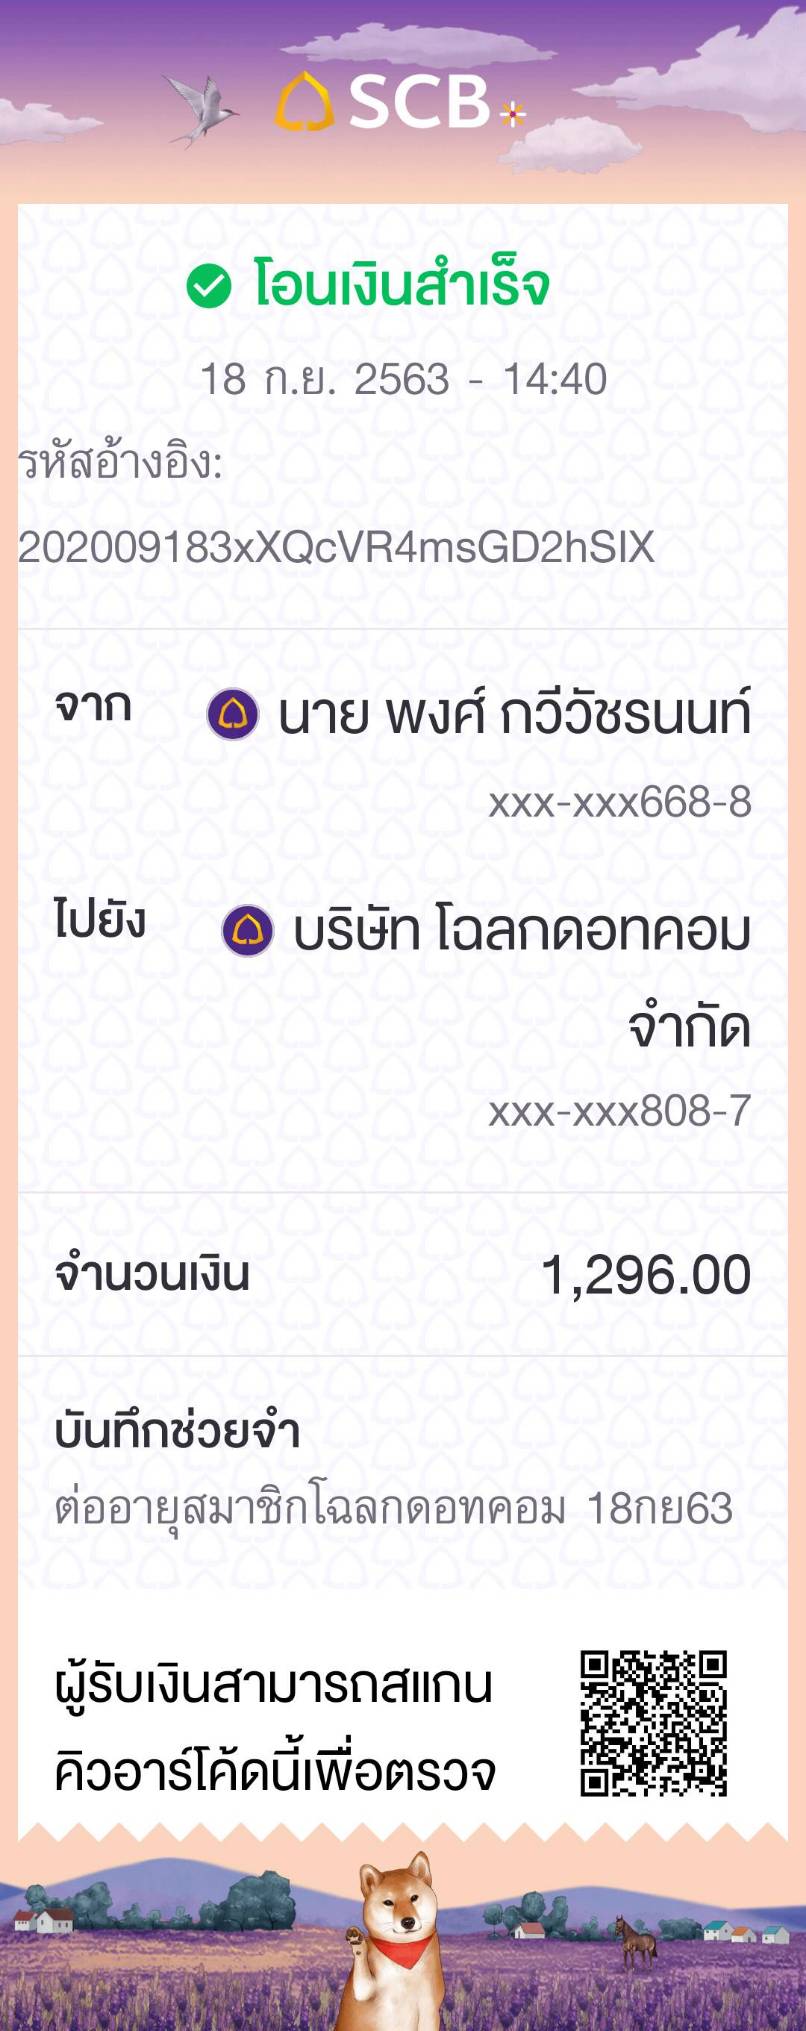 SCB
โอนเงินสำเร็จ
18 ก.ย. 2563 - 14:40
รหัสอ้างอิง:
202009183xXQcVR4msGD2hSIX
จาก นาย พงศ์ กวีวัชรนนท์
xxx-xxx668-8
ไปยัง บริษัท โฉลกดอทคอม
จำกัด
xxx-xxx808-7
จำนวนเงิน 1,296.00
บันทึกช่วยจำ
ต่ออายุสมาชิกโฉลกดอทคอม 18กย63
ผู้รับเงินสามารถสแกน
คิวอาร์โค้ดนี้เพื่อตรวจ